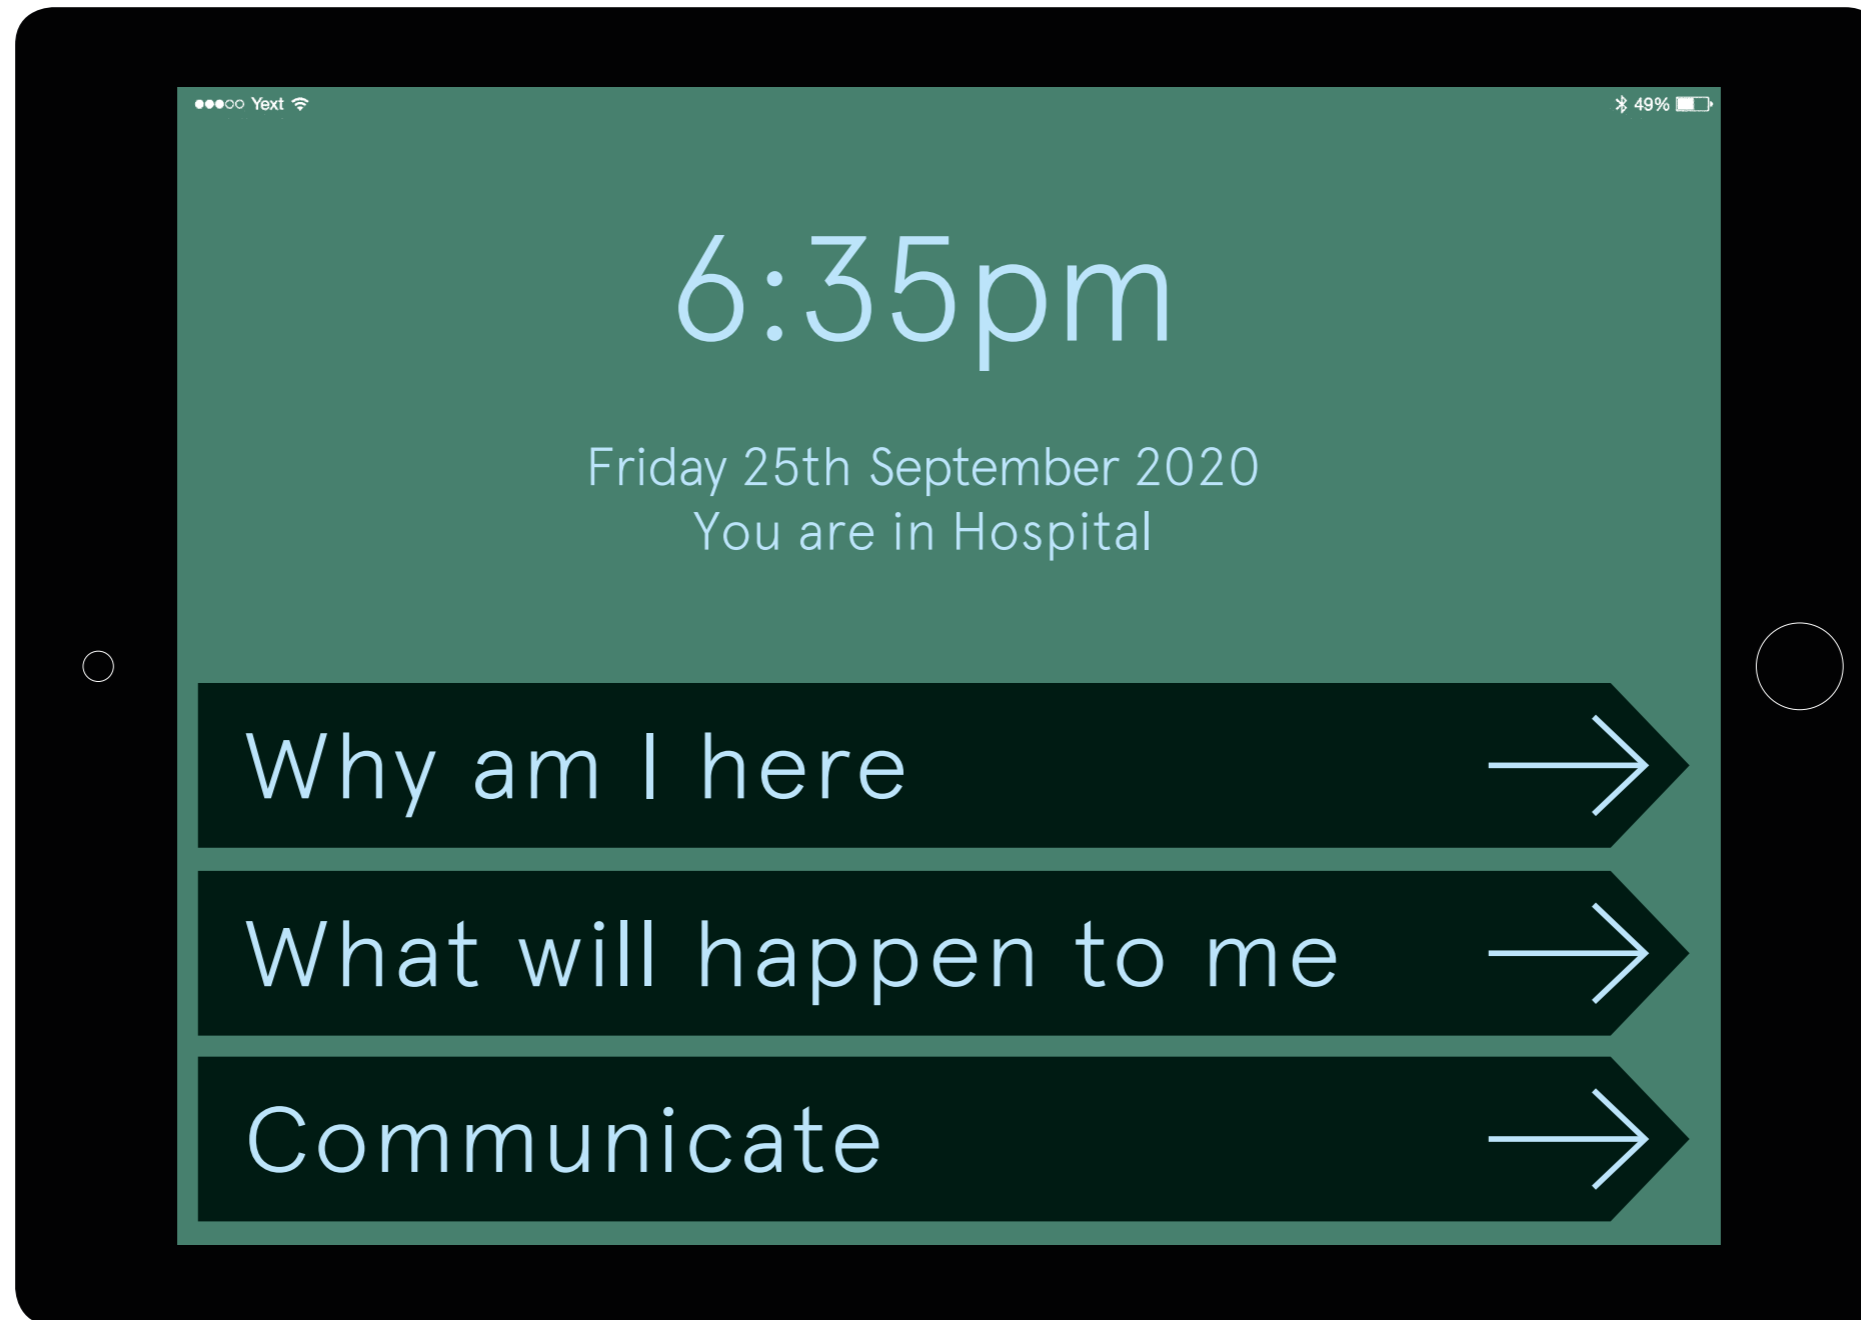 Yext
49%
6:35pm
Friday 25th September 2020
You are in Hospital
Why am I here
What will happen to me
Communicate